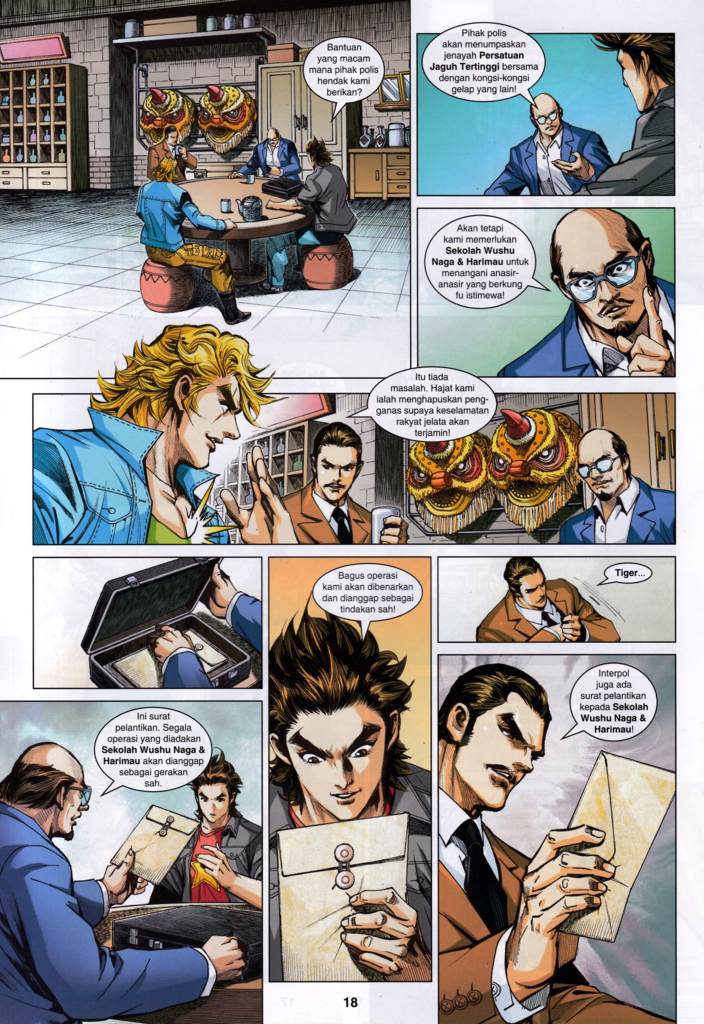 Bantuan
yang macam
mana pihak polis
hendak kami
berikan?
Pihak polis
akan menumpaskan
jenayah Persatuan
Jaguh Tertinggi bersama
dengan kongsi-kongsi
gelap yang lain!
Akan tetapi
kami memerlukan
Sekolah Wushu
Naga & Harimau untuk
menangani anasir-
anasir yang berkung
fu istimewa!
Itu tiada
masalah. Hajat kami
ialah menghapuskan peng-
ganas supaya keselamatan
rakyat jelata akan
terjamin!
Ini surat
pelantikan. Segala
operasi yang diadakan
Sekolah Wushu Naga &
Harimau akan dianggap
sebagai gerakan
sah.
Bagus operasi
kami akan dibenarkan
dan dianggap sebagai
tindakan sah!
Tiger...
Interpol
juga ada
surat pelantikan
kepada Sekolah
Wushu Naga &
Harimau!
18